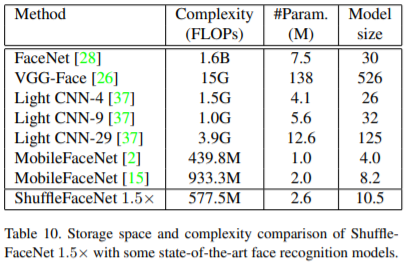 Method Complexity (FLOPs) #Param. (M) Model size
FaceNet [28] 1.6B 7.5 30
VGG-Face [26] 15G 138 526
Light CNN-4 [37] 1.5G 4.1 26
Light CNN-9 [37] 1.0G 5.6 32
Light CNN-29 [37] 3.9G 12.6 125
MobileFaceNet [2] 439.8M 1.0 4.0
MobileFaceNet [15] 933.3M 2.0 8.2
ShuffleFaceNet 1.5× 577.5M 2.6 10.5
Table 10. Storage space and complexity comparison of Shuffle-
FaceNet 1.5× with some state-of-the-art face recognition models.